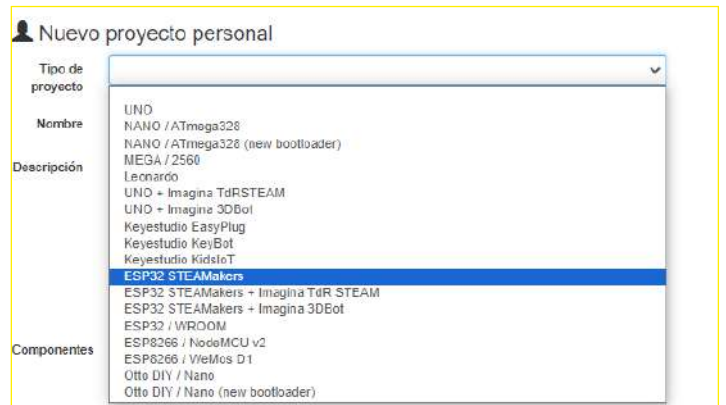 Nuevo proyecto personal
Tipo de
proyecto
UNO
Nombre
NANO / ATmega328
NANO / ATmega328 (new bootloader)
MEGA / 2560
Descripción
Leonardo
UNO + Imagina TdRSTEAM
UNO + Imagina 3DBot
Keyestudio EasyPlug
Keyestudio KeyBot
Keyestudio KidsIoT
ESP32 STEAMakers
ESP32 STEAMakers + Imagina TdR STEAM
ESP32 STEAMakers + Imagina 3DBot
ESP32 / WROOM
Componentes
ESP8266 / NodeMCU v2
ESP8266 / WeMos D1
Otto DIY / Nano
Otto DIY / Nano (new bootloader)